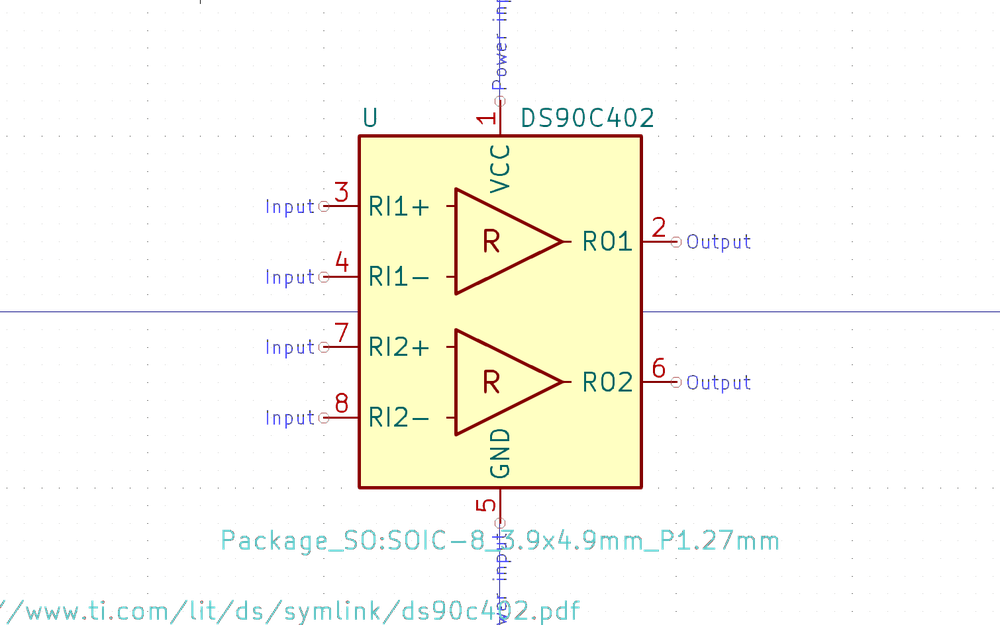 Power in
U
DS90C402
1
VCC
Input 3 RI1+
R
RO1 2 Output
Input 4 RI1-
Input 7 RI2+
R
RO2 6 Output
Input 8 RI2-
GND
5
Package_SO:SOIC-8_3.9x4.9mm_P1.27mm
wer input
//www.ti.com/lit/ds/symlink/ds90c402.pdf